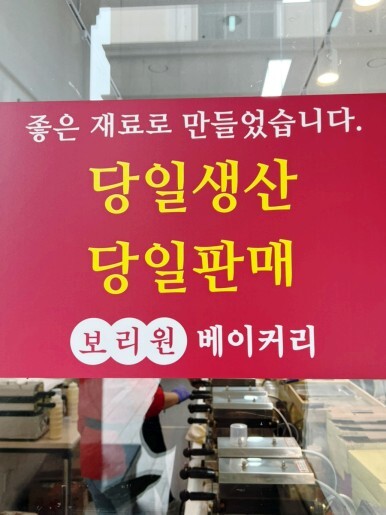 좋은 재료로 만들었습니다.
당일생산
당일판매
보리원 베이커리